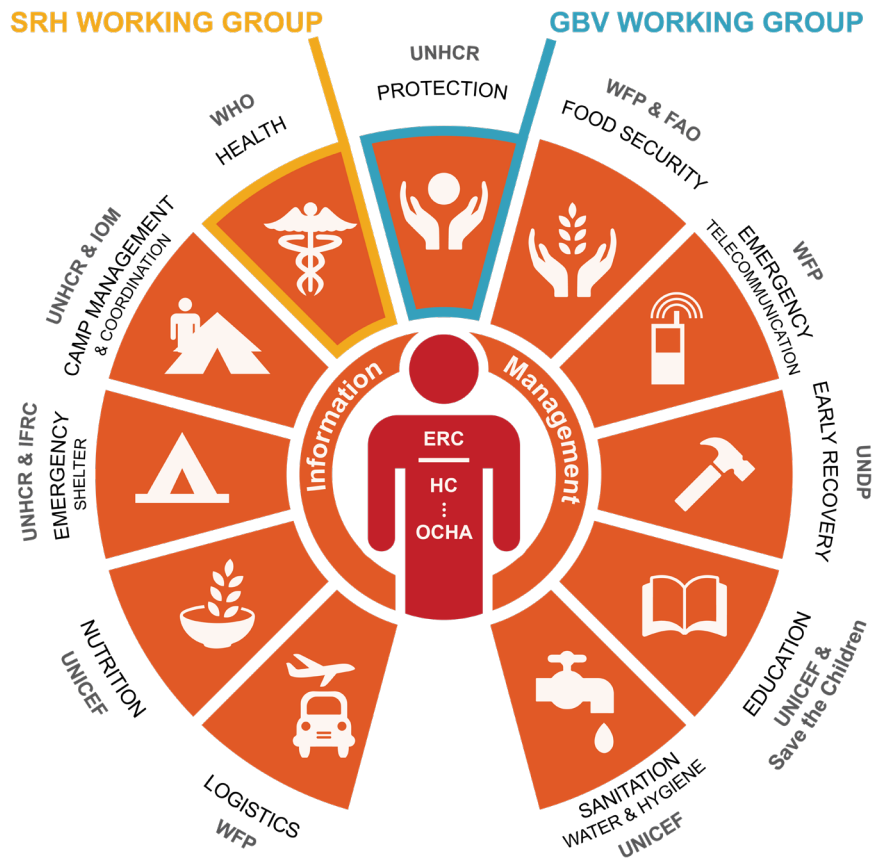 SRH WORKING GROUP
GBV WORKING GROUP
UNHCR
PROTECTION
WFP & FAO
FOOD SECURITY
WFP
EMERGENCY
TELECOMMUNICATION
UNDP
EARLY RECOVERY
EDUCATION
UNICEF &
Save the Children
SANITATION
WATER & HYGIENE
UNICEF
LOGISTICS
WFP
NUTRITION
UNICEF
UNHCR & IFRC
EMERGENCY
SHELTER
UNHCR & IOM
CAMP MANAGEMENT
& COORDINATION
WHO
HEALTH
Information Management
ERC
HC
OCHA